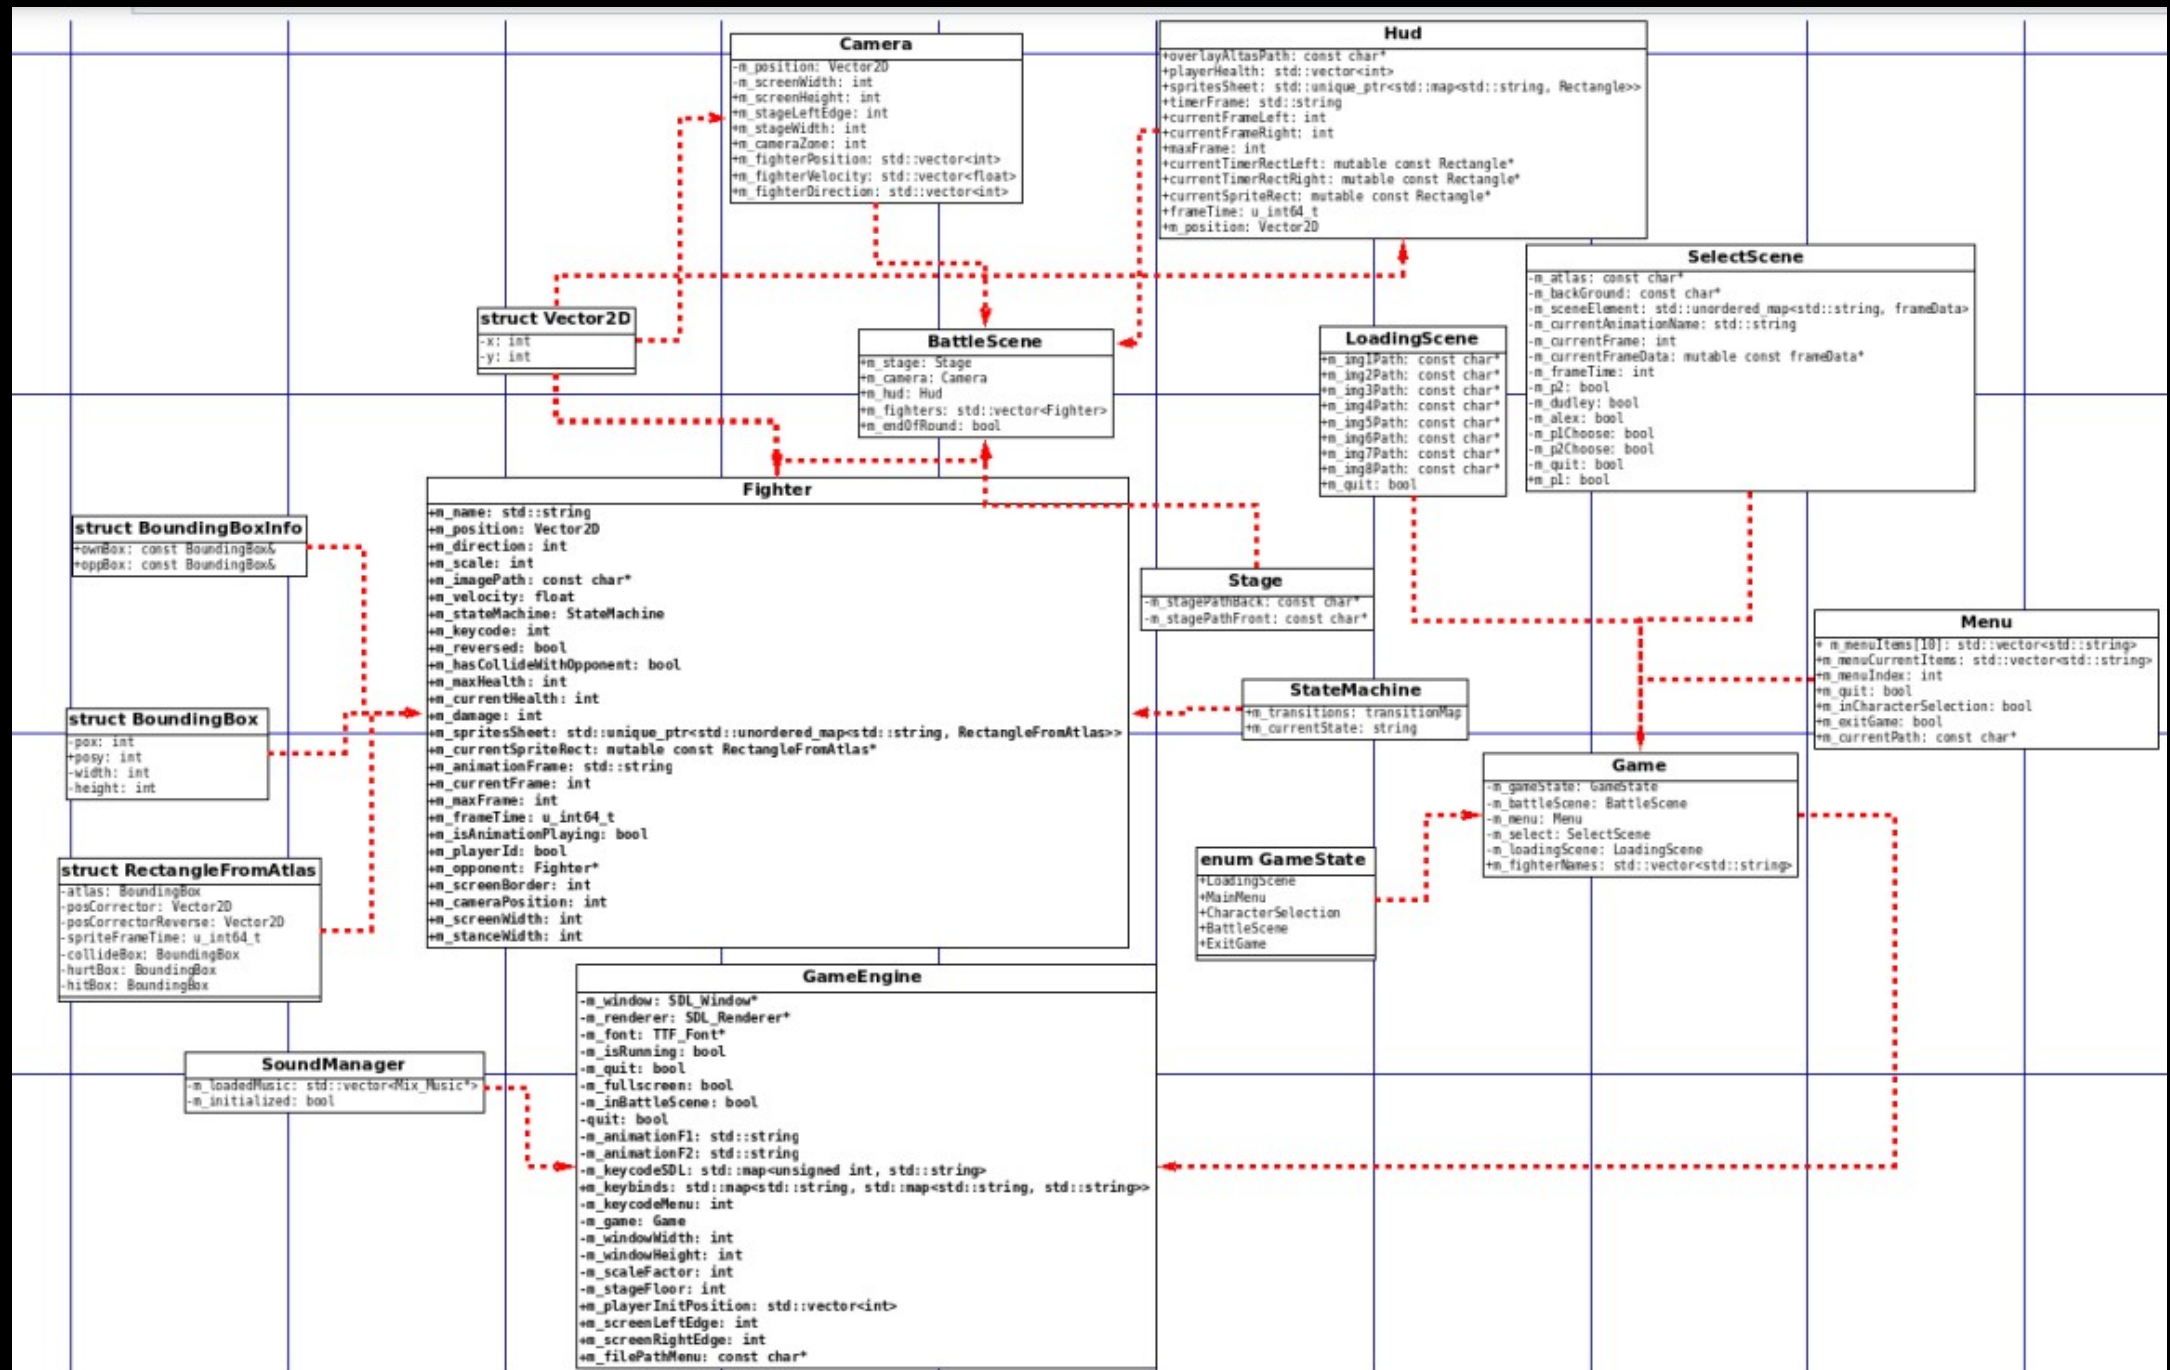 Camera
-m_position: Vector2D
-m_screenWidth: int
+m_screenHeight: int
+m_stageLeftEdge: int
+m_stageWidth: int
+m_cameraZone: int
+m_fighterPosition: std::vector<int>
+m_fighterVelocity: std::vector<float>
+m_fighterDirection: std::vector<int>
Hud
+overlayAltasPath: const char*
+playerHealth: std::vector<int>
+spritesSheet: std::unique_ptr<std::map<std::string, Rectangle>>
+timerFrame: std::string
+currentFrameLeft: int
+currentFrameRight: int
+maxFrame: int
+currentTimerRectLeft: mutable const Rectangle*
+currentTimerRectRight: mutable const Rectangle*
+currentSpriteRect: mutable const Rectangle*
+frameTime: u_int64_t
+m_position: Vector2D
SelectScene
-m_atlas: const char*
-m_backGround: const char*
-m_sceneElement: std::unordered_map<std::string, frameData>
-m_currentAnimationName: std::string
-m_currentFrame: int
-m_currentFrameData: mutable const frameData*
-m_frameTime: int
-m_p2: bool
-m_dudley: bool
-m_alex: bool
-m_p1Choose: bool
-m_p2Choose: bool
-m_quit: bool
+m_p1: bool
struct Vector2D
-x: int
-y: int
BattleScene
+m_stage: Stage
+m_camera: Camera
+m_hud: Hud
+m_fighters: std::vector<Fighter>
+m_endOfRound: bool
LoadingScene
+m_img1Path: const char*
+m_img2Path: const char*
+m_img3Path: const char*
+m_img4Path: const char*
+m_img5Path: const char*
+m_img6Path: const char*
+m_img7Path: const char*
+m_img8Path: const char*
+m_quit: bool
Fighter
+m_name: std::string
+m_position: Vector2D
+m_direction: int
+m_scale: int
+m_imagePath: const char*
+m_velocity: float
+m_stateMachine: StateMachine
+m_keycode: int
+m_reversed: bool
+m_hasCollideWithOpponent: bool
+m_maxHealth: int
+m_currentHealth: int
+m_damage: int
+m_spritesSheet: std::unique_ptr<std::unordered_map<std::string, RectangleFromAtlas>>
+m_currentSpriteRect: mutable const RectangleFromAtlas*
+m_animationFrame: std::string
+m_currentFrame: int
+m_maxFrame: int
+m_frameTime: u_int64_t
+m_isAnimationPlaying: bool
+m_playerId: bool
+m_opponent: Fighter*
+m_screenBorder: int
+m_cameraPosition: int
+m_screenWidth: int
+m_stanceWidth: int
struct BoundingBoxInfo
+ownBox: const BoundingBox&
+oppBox: const BoundingBox&
Stage
-m_stagePathBack: const char*
-m_stagePathFront: const char*
Menu
+ m_menuItems[10]: std::vector<std::string>
+m_menuCurrentItems: std::vector<std::string>
+m_menuIndex: int
+m_quit: bool
+m_inCharacterSelection: bool
+m_exitGame: bool
+m_currentPath: const char*
StateMachine
+m_transitions: transitionMap
+m_currentState: string
struct BoundingBox
-pox: int
+posy: int
-width: int
-height: int
Game
-m_gameState: GameState
-m_battleScene: BattleScene
-m_menu: Menu
-m_select: SelectScene
-m_loadingScene: LoadingScene
+m_fighterNames: std::vector<std::string>
enum GameState
+LoadingScene
+MainMenu
+CharacterSelection
+BattleScene
+ExitGame
struct RectangleFromAtlas
-atlas: BoundingBox
-posCorrector: Vector2D
-posCorrectorReverse: Vector2D
-spriteFrameTime: u_int64_t
-collideBox: BoundingBox
-hurtBox: BoundingBox
-hitBox: BoundingBox
GameEngine
-m_window: SDL_Window*
-m_renderer: SDL_Renderer*
-m_font: TTF_Font*
-m_isRunning: bool
-m_quit: bool
-m_fullscreen: bool
-m_inBattleScene: bool
-quit: bool
-m_animationF1: std::string
-m_animationF2: std::string
-m_keycodeSDL: std::map<unsigned int, std::string>
+m_keybinds: std::map<std::string, std::map<std::string, std::string>>
-m_keycodeMenu: int
-m_game: Game
-m_windowWidth: int
-m_windowHeight: int
-m_scaleFactor: int
-m_stageFloor: int
+m_playerInitPosition: std::vector<int>
+m_screenLeftEdge: int
+m_screenRightEdge: int
+m_filePathMenu: const char*
SoundManager
-m_loadedMusic: std::vector<Mix_Music*>
-m_initialized: bool